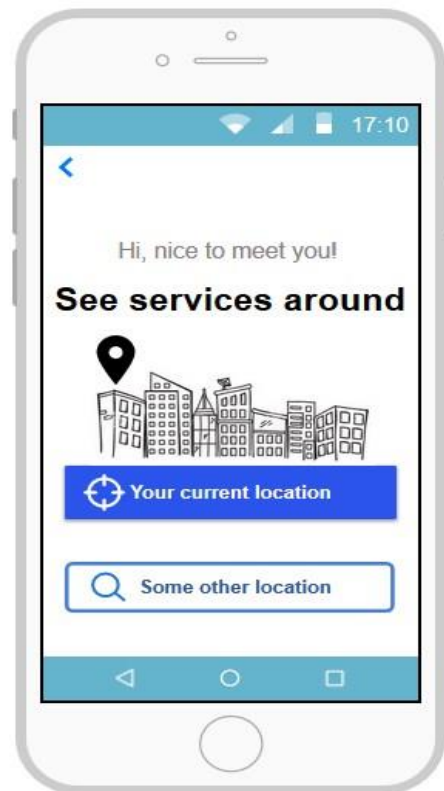 17:10
Hi, nice to meet you!
See services around
Your current location
Some other location